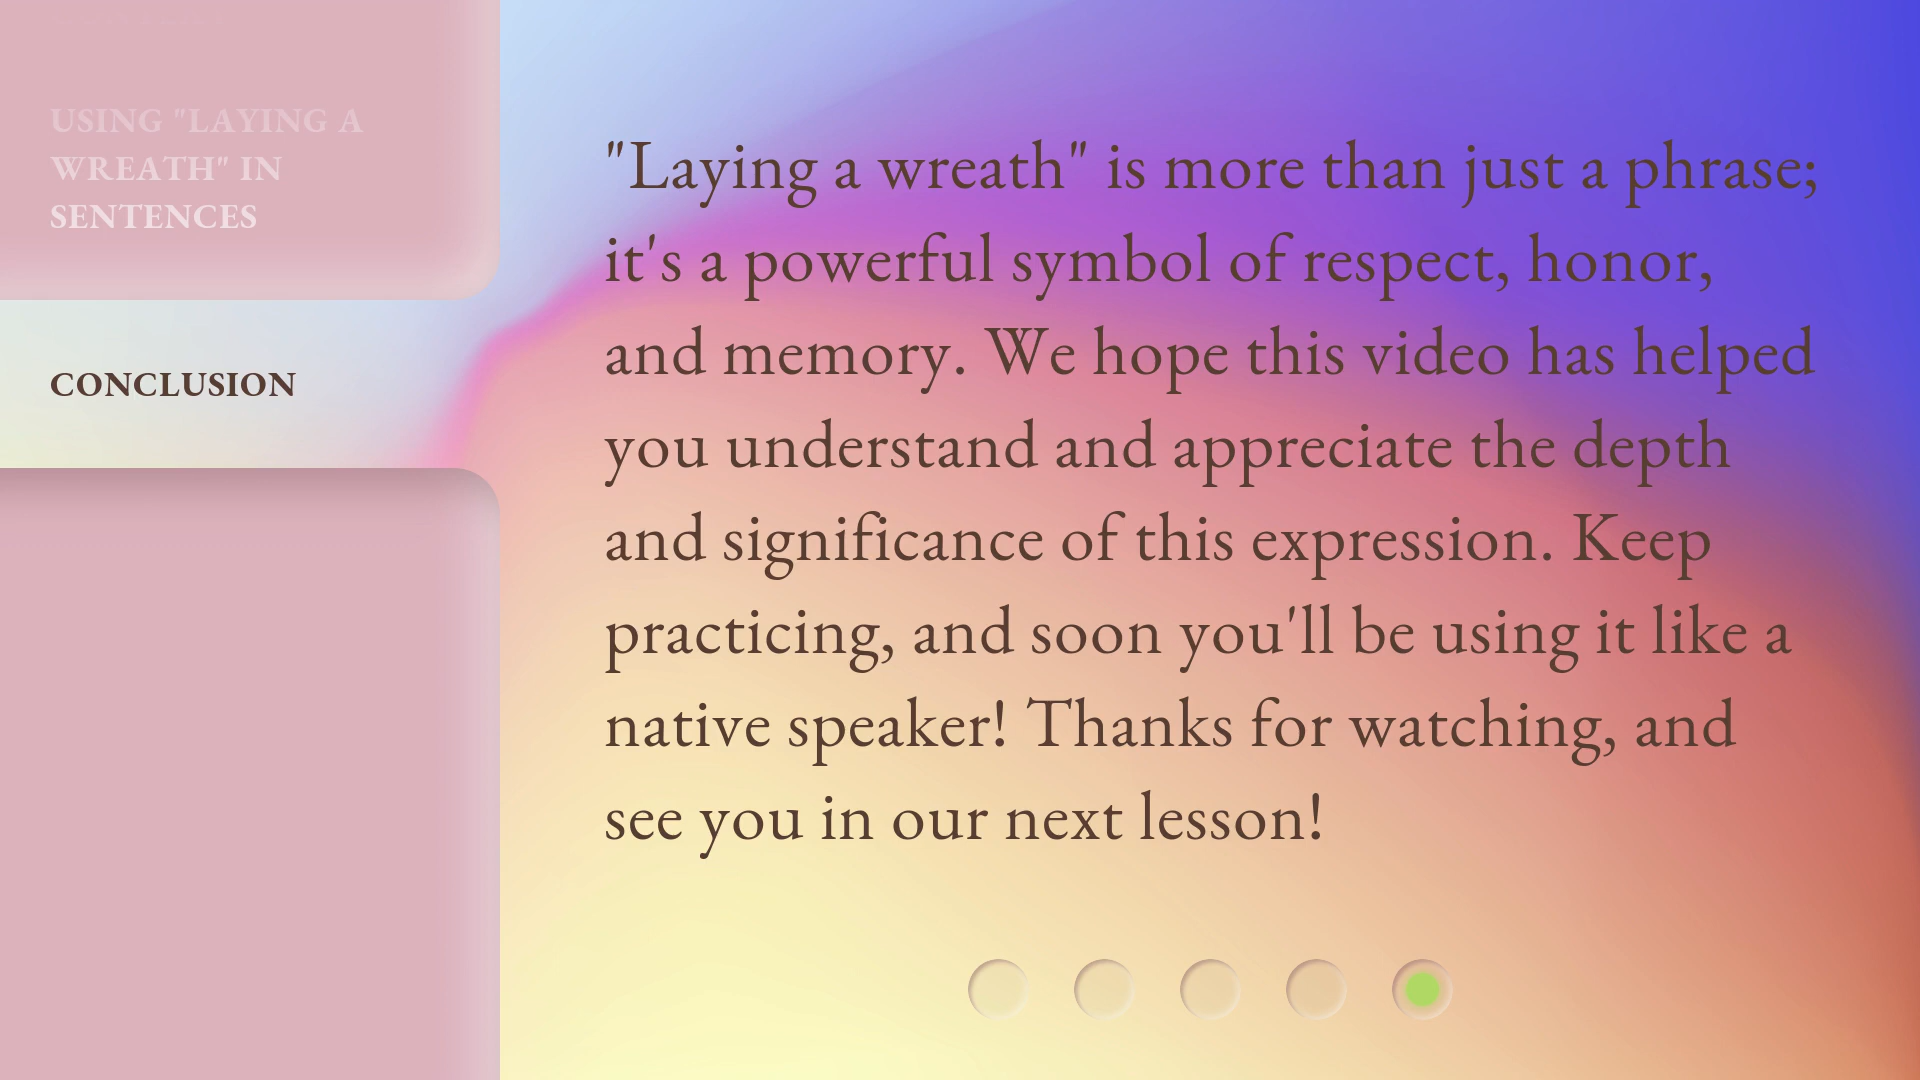 USING "LAYING A
WREATH" IN
SENTENCES
CONCLUSION
"Laying a wreath" is more than just a phrase;
it's a powerful symbol of respect, honor,
and memory. We hope this video has helped
you understand and appreciate the depth
and significance of this expression. Keep
practicing, and soon you'll be using it like a
native speaker! Thanks for watching, and
see you in our next lesson!